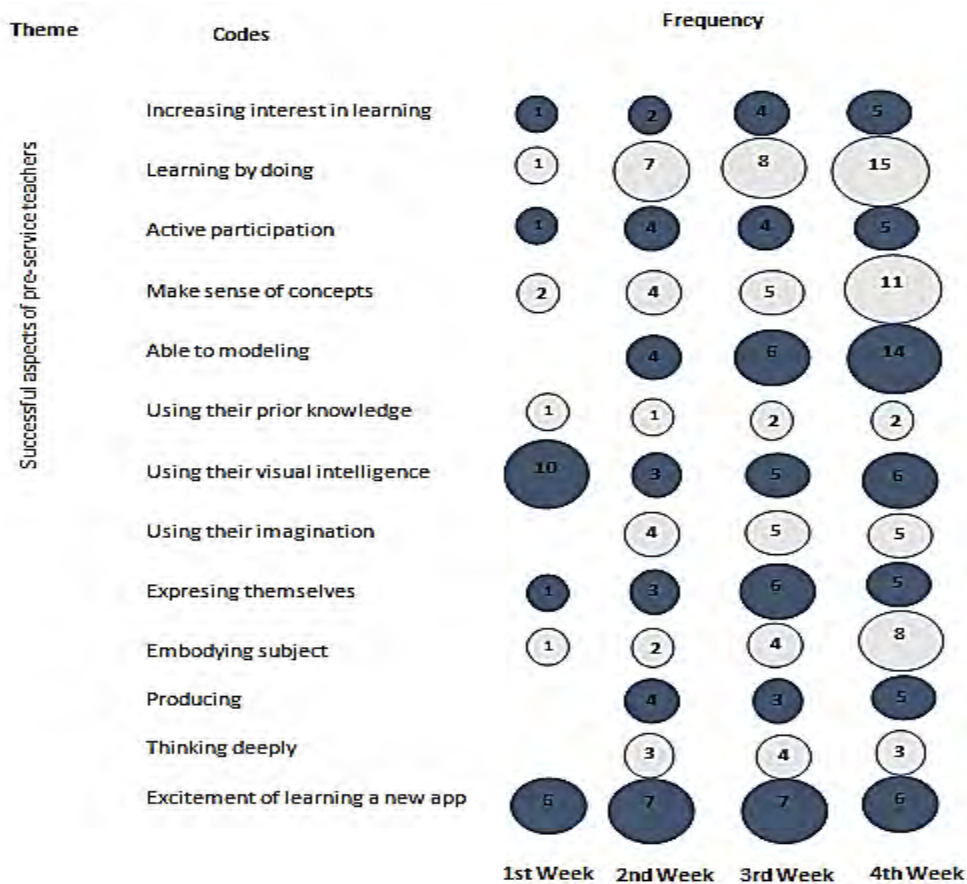 Frequency
Theme Codes
Successful aspects of pre-service teachers
Increasing interest in learning 1 2 4 5
Learning by doing 1 7 8 15
Active participation 1 4 4 5
Make sense of concepts 2 4 5 11
Able to modeling 4 6 14
Using their prior knowledge 1 1 2 2
Using their visual intelligence 10 3 5 6
Using their imagination 4 5 5
Expresing themselves 1 3 6 5
Embodying subject 1 2 4 8
Producing 4 3 5
Thinking deeply 3 4 3
Excitement of learning a new app 6 7 7 6
1st Week 2nd Week 3rd Week 4th Week